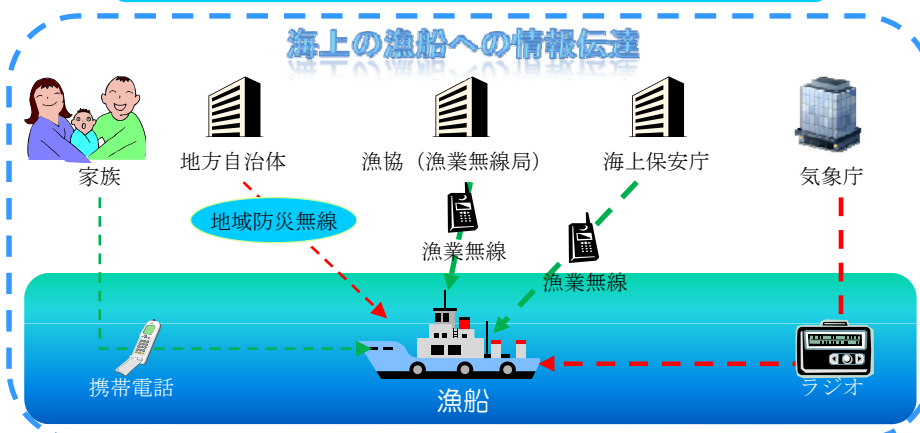 海上の漁船への情報伝達
家族
地方自治体
漁協（漁業無線局）
海上保安庁
気象庁
地域防災無線
漁業無線
漁業無線
携帯電話
漁船
ラジオ